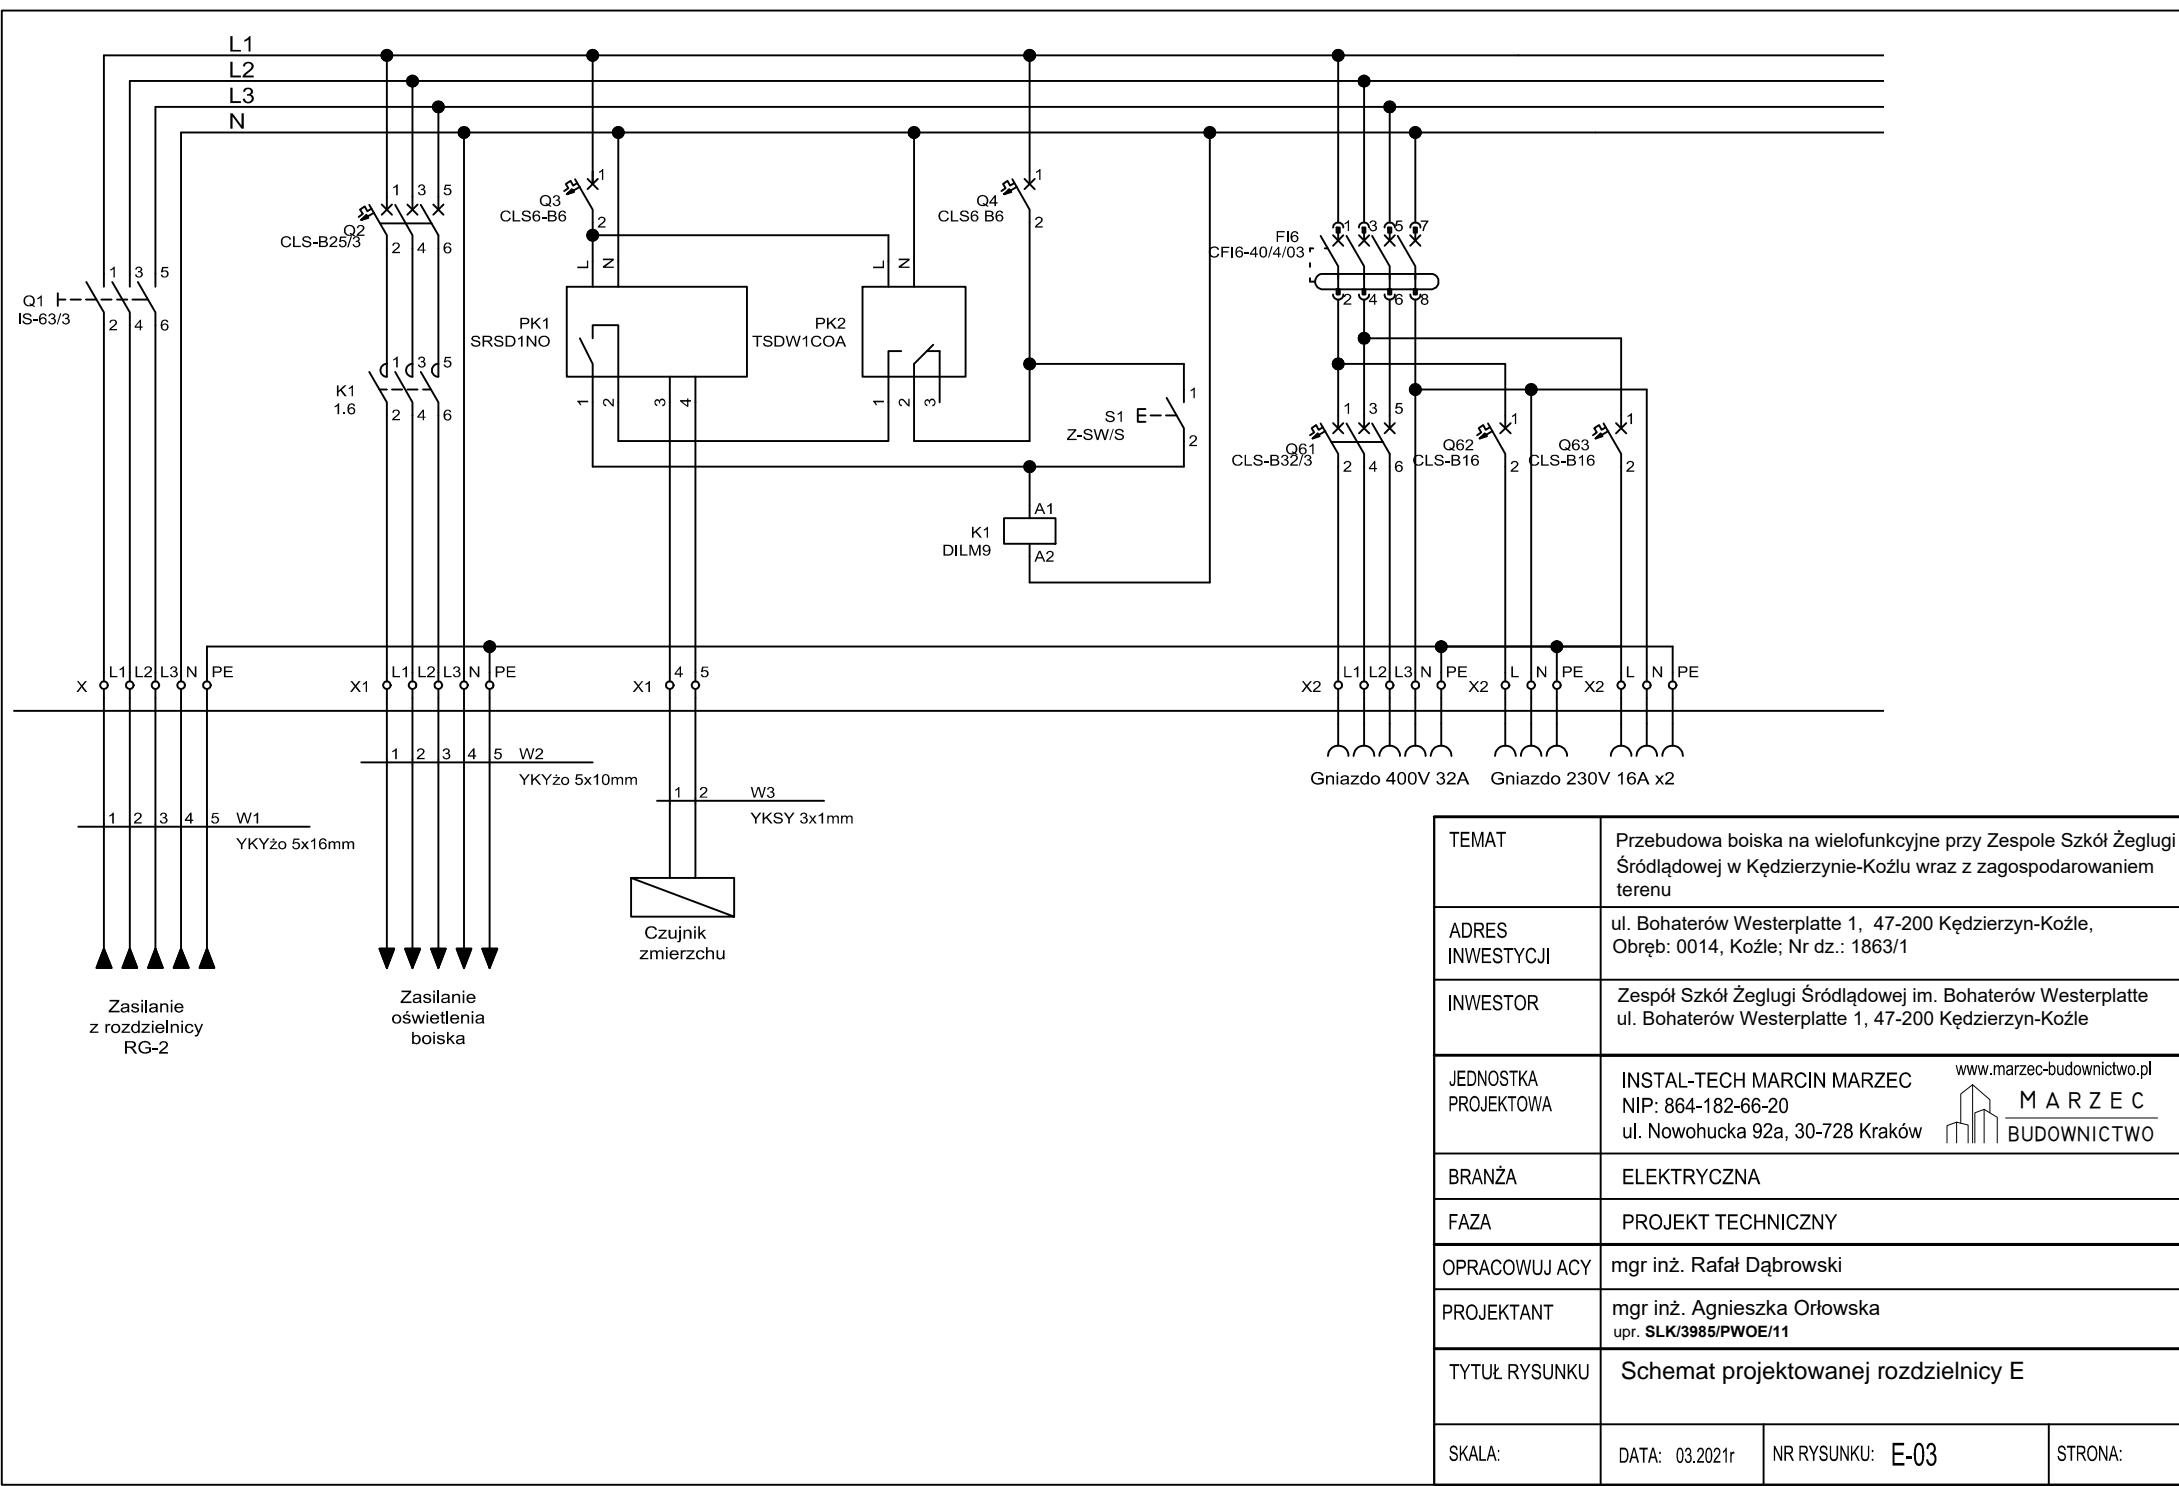 L1
L2
L3
N
1 3 5
Q1
IS-63/3
2 4 6
1 3 5
Q2
CLS-B25/3
2 4 6
1 3 5
K1
1.6
2 4 6
1
Q3
CLS6-B6
2
L N
PK1
SRSD1NO
1 2 3 4
L N
PK2
TSDW1COA
1 2 3
1
Q4
CLS6 B6
2
1
S1
Z-SW/S
2
A1
K1
DILM9
A2
1 3 5 7
FI6
CFI6-40/4/03
2 4 6 8
1 3 5
Q61
CLS-B32/3
2 4 6
1
Q62
CLS-B16
2
1
Q63
CLS-B16
2
X L1 L2 L3 N PE
X1 L1 L2 L3 N PE
X1 4 5
X2 L1 L2 L3 N PE
X2 L N PE
X2 L N PE
1 2 3 4 5 W2
YKYżo 5x10mm
1 2 W3
YKSY 3x1mm
1 2 3 4 5 W1
YKYżo 5x16mm
Gniazdo 400V 32A
Gniazdo 230V 16A x2
Czujnik
zmierzchu
Zasilanie
z rozdzielnicy
RG-2
Zasilanie
oświetlenia
boiska
TEMAT
Przebudowa boiska na wielofunkcyjne przy Zespole Szkół Żeglugi
Śródlądowej w Kędzierzynie-Koźlu wraz z zagospodarowaniem
terenu
ADRES
INWESTYCJI
ul. Bohaterów Westerplatte 1, 47-200 Kędzierzyn-Koźle,
Obręb: 0014, Koźle; Nr dz.: 1863/1
INWESTOR
Zespół Szkół Żeglugi Śródlądowej im. Bohaterów Westerplatte
ul. Bohaterów Westerplatte 1, 47-200 Kędzierzyn-Koźle
JEDNOSTKA
PROJEKTOWA
INSTAL-TECH MARCIN MARZEC
NIP: 864-182-66-20
ul. Nowohucka 92a, 30-728 Kraków
www.marzec-budownictwo.pl
MARZEC
BUDOWNICTWO
BRANŻA
ELEKTRYCZNA
FAZA
PROJEKT TECHNICZNY
OPRACOWUJ ACY
mgr inż. Rafał Dąbrowski
PROJEKTANT
mgr inż. Agnieszka Orłowska
upr. SLK/3985/PWOE/11
TYTUŁ RYSUNKU
Schemat projektowanej rozdzielnicy E
SKALA:
DATA: 03.2021r
NR RYSUNKU: E-03
STRONA: